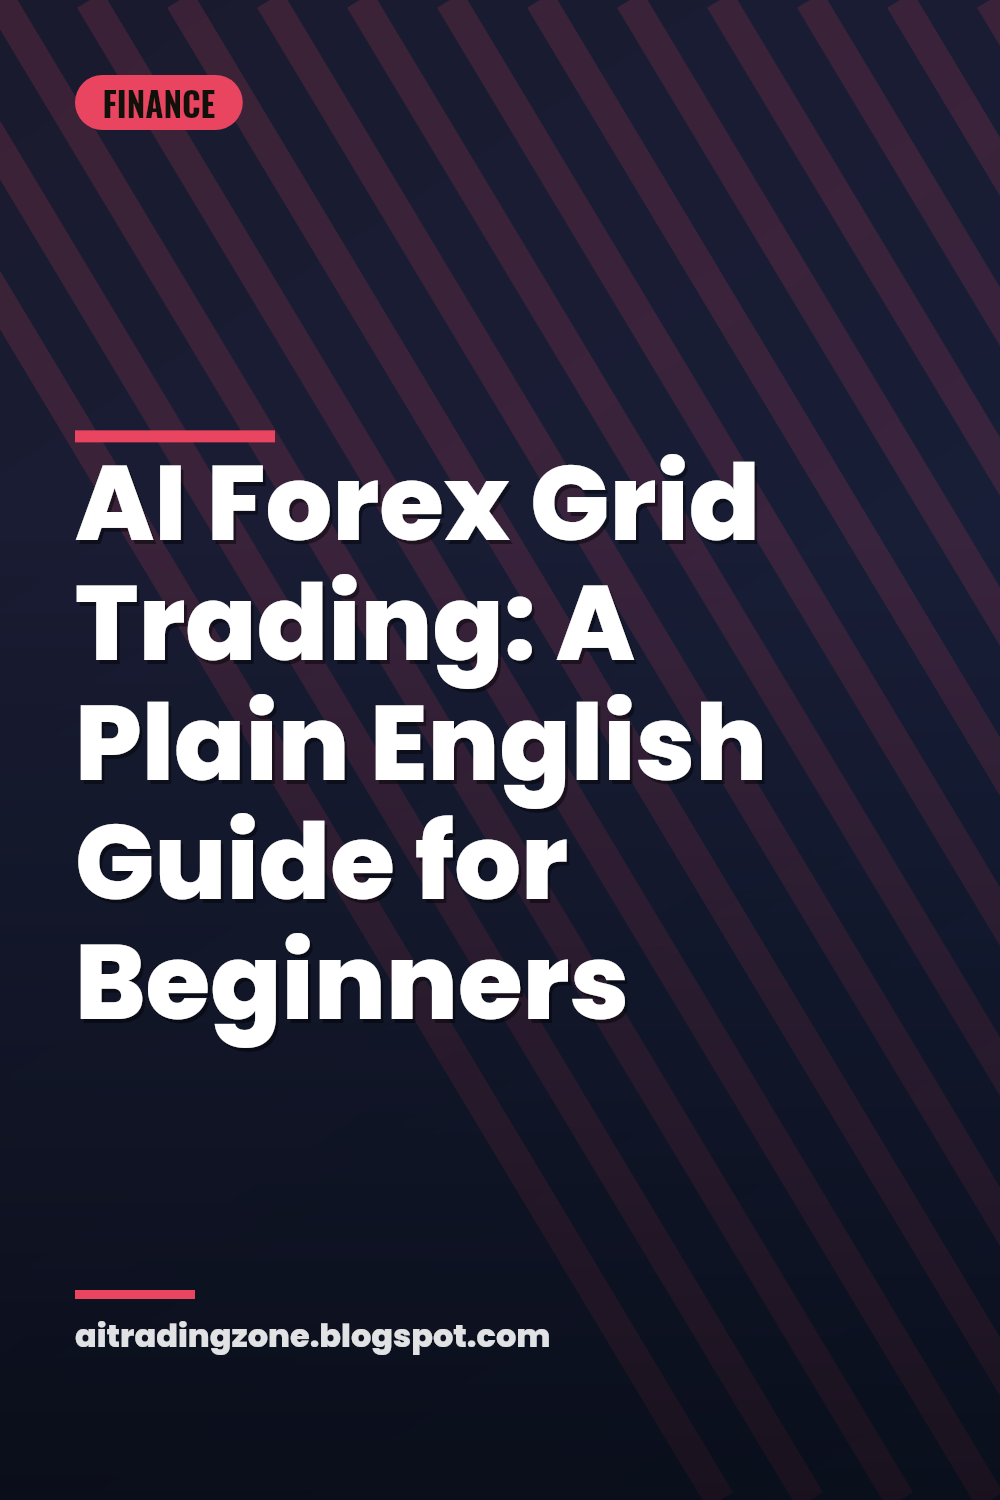 FINANCE
AI Forex Grid
Trading: A
Plain English
Guide for
Beginners
aitradingzone.blogspot.com